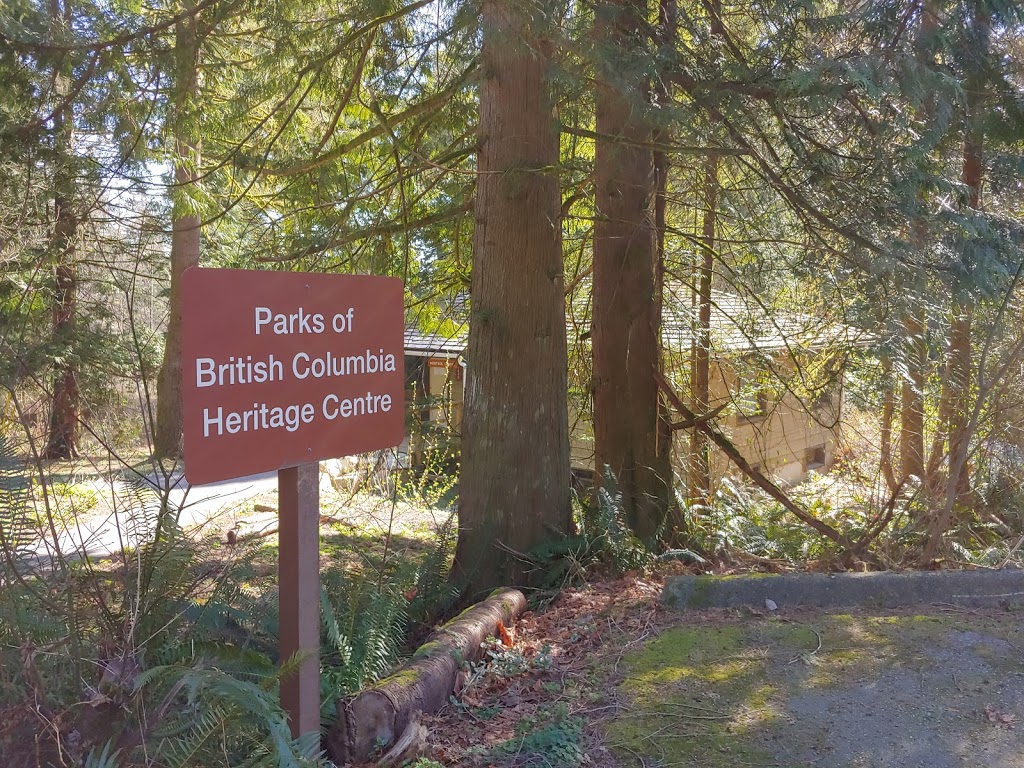 Parks of
British Columbia
Heritage Centre